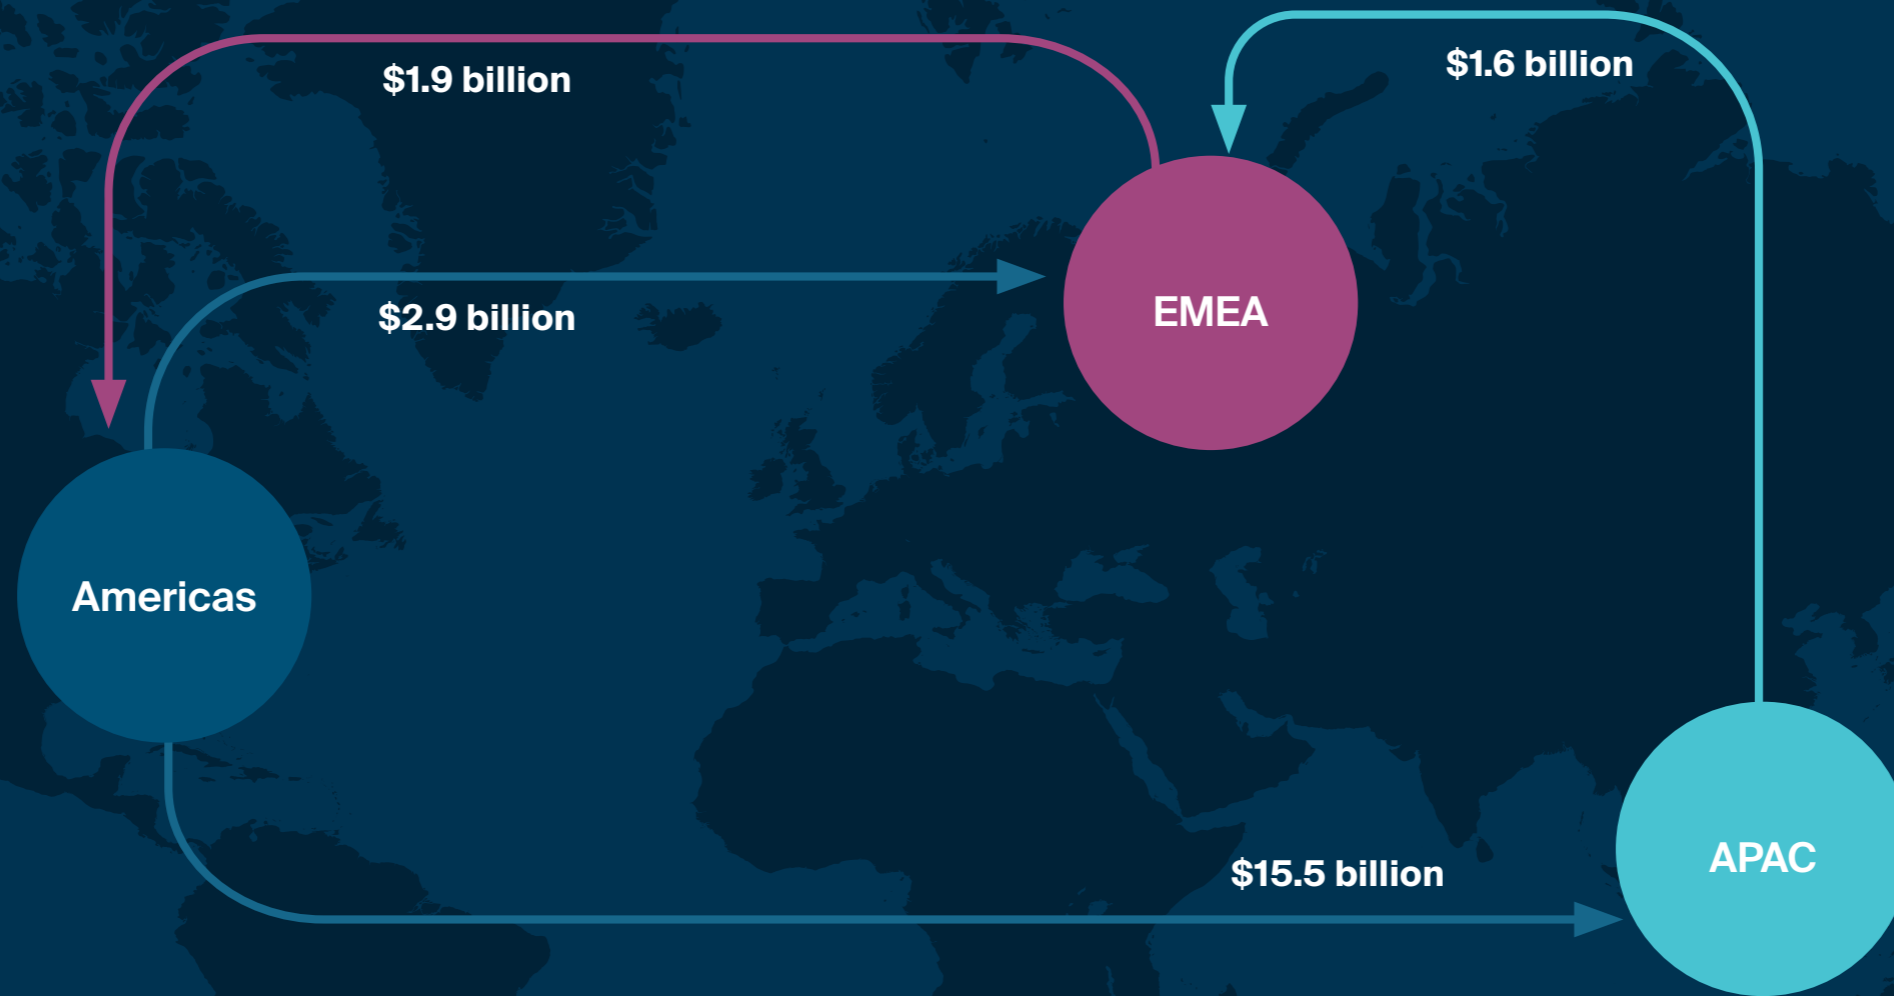 $1.9 billion
$1.6 billion
$2.9 billion
EMEA
Americas
APAC
$15.5 billion